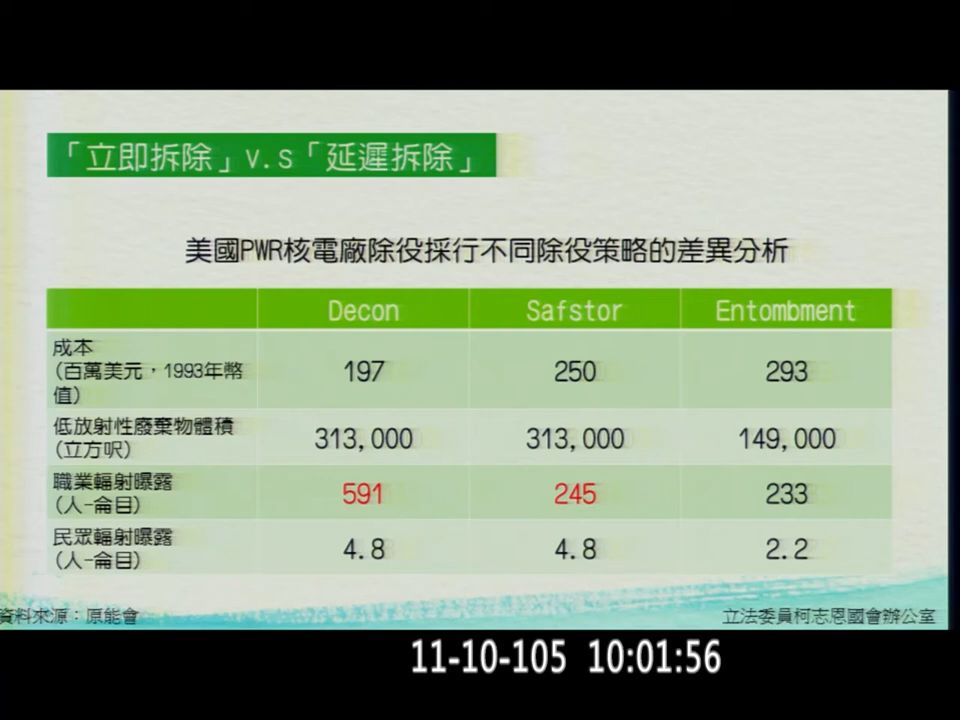 「立即拆除」v.s「延遲拆除」
美國PWR核電廠除役採行不同除役策略的差異分析
Decon Safstor Entombment
成本
(百萬美元，1993年幣
值) 197 250 293
低放射性廢棄物體積
(立方呎) 313,000 313,000 149,000
職業輻射曝露
(人-侖目) 591 245 233
民眾輻射曝露
(人-侖目) 4.8 4.8 2.2
資料來源：原能會 立法委員柯志恩國會辦公室
11-10-105 10:01:56